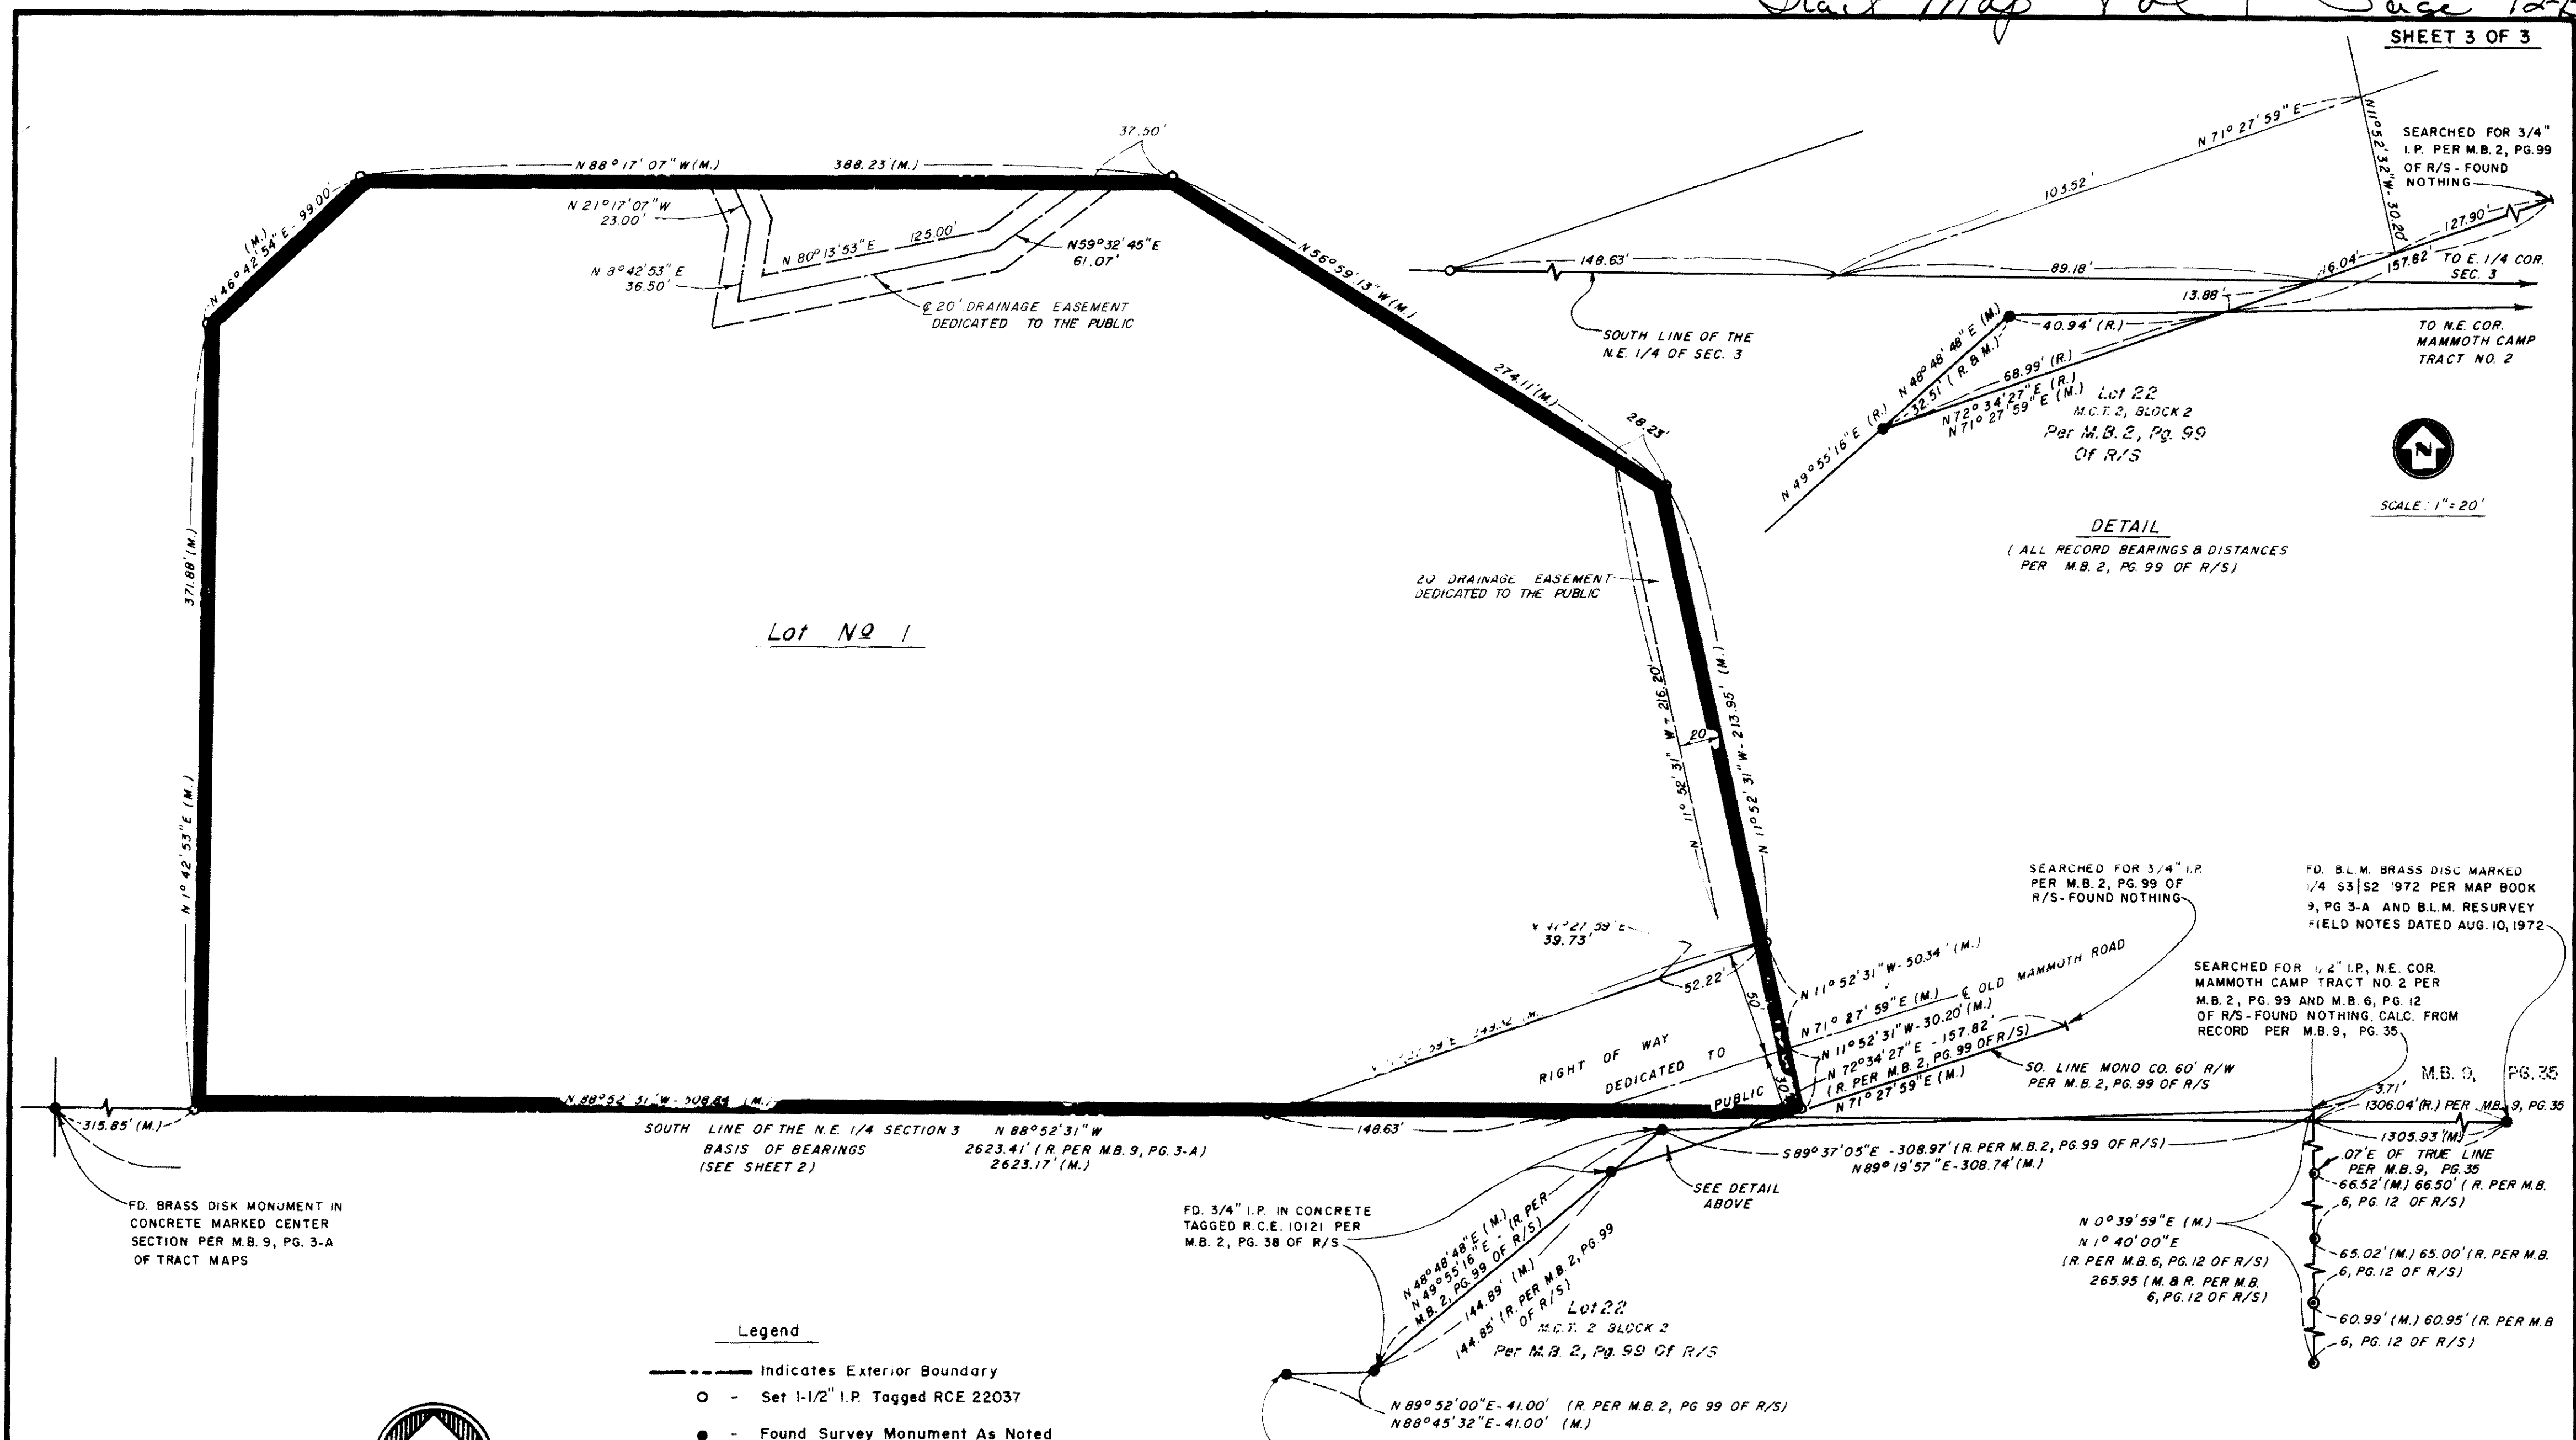 Tract Map Vol 9 Page 12-B
SHEET 3 OF 3
37.50'
N 88° 17' 07" W (M.) 388.23' (M.)
N 46° 42' 54" E - 99.00'
(M.)
N 21° 17' 07" W
23.00'
N 8° 42' 53" E
36.50'
N 80° 13' 53" E 125.00'
N 59° 32' 45" E
61.07'
℄ 20' DRAINAGE EASEMENT
DEDICATED TO THE PUBLIC
N 56° 59' 13" W (M.)
274.11' (M.)
28.23'
371.88' (M.)
N 1° 42' 53" E (M.)
Lot Nº 1
20' DRAINAGE EASEMENT
DEDICATED TO THE PUBLIC
N 11° 52' 31" W - 216.20'
20'
N 11° 52' 31" W - 213.95' (M.)
148.63'
SOUTH LINE OF THE
N.E. 1/4 OF SEC. 3
N 71° 27' 59" E
103.52'
N 11° 52' 32" W - 30.20'
SEARCHED FOR 3/4"
I.P. PER M.B. 2, PG. 99
OF R/S - FOUND
NOTHING
127.90'
89.18'
16.04'
157.82'
TO E. 1/4 COR.
SEC. 3
13.88'
40.94' (R.)
TO N.E. COR.
MAMMOTH CAMP
TRACT NO. 2
N 48° 48' 48" E (M.)
32.51' (R. & M.)
N 49° 55' 16" E (R.)
68.99' (R.)
N 72° 34' 27" E (R.)
N 71° 27' 59" E (M.)
Lot 22
M.C.T. 2, BLOCK 2
Per M.B. 2, Pg. 99
Of R/S
N
SCALE: 1" = 20'
DETAIL
( ALL RECORD BEARINGS & DISTANCES
PER M.B. 2, PG. 99 OF R/S)
39.73'
52.22'
50'
30'
N 11° 52' 31" W - 50.34' (M.)
N 71° 27' 59" E (M.) ℄ OLD MAMMOTH ROAD
N 11° 52' 31" W - 30.20' (M.)
N 72° 34' 27" E - 157.82'
(R. PER M.B. 2, PG. 99 OF R/S)
N 71° 27' 59" E (M.)
RIGHT OF WAY
DEDICATED TO
PUBLIC
SEARCHED FOR 3/4" I.P.
PER M.B. 2, PG. 99 OF
R/S - FOUND NOTHING
FD. B.L.M. BRASS DISC MARKED
1/4 S3|S2 1972 PER MAP BOOK
9, PG 3-A AND B.L.M. RESURVEY
FIELD NOTES DATED AUG. 10, 1972
SEARCHED FOR 1/2" I.P., N.E. COR.
MAMMOTH CAMP TRACT NO. 2 PER
M.B. 2, PG. 99 AND M.B. 6, PG. 12
OF R/S - FOUND NOTHING. CALC. FROM
RECORD PER M.B. 9, PG. 35
SO. LINE MONO CO. 60' R/W
PER M.B. 2, PG. 99 OF R/S
M.B. 9, PG. 35
3.71'
1306.04' (R.) PER M.B. 9, PG. 35
1305.93' (M.)
.07' E OF TRUE LINE
PER M.B. 9, PG. 35
66.52' (M.) 66.50' (R. PER M.B.
6, PG. 12 OF R/S)
65.02' (M.) 65.00' (R. PER M.B.
6, PG. 12 OF R/S)
60.99' (M.) 60.95' (R. PER M.B
6, PG. 12 OF R/S)
N 0° 39' 59" E (M.)
N 1° 40' 00" E
(R. PER M.B. 6, PG. 12 OF R/S)
265.95 (M. & R. PER M.B.
6, PG. 12 OF R/S)
315.85' (M.)
N 88° 52' 31" W - 808.84 (M.)
148.63'
SOUTH LINE OF THE N.E. 1/4 SECTION 3 N 88° 52' 31" W
BASIS OF BEARINGS 2623.41' (R. PER M.B. 9, PG. 3-A)
(SEE SHEET 2) 2623.17' (M.)
S 89° 37' 05" E - 308.97' (R. PER M.B. 2, PG. 99 OF R/S)
N 89° 19' 57" E - 308.74' (M.)
SEE DETAIL
ABOVE
FD. BRASS DISK MONUMENT IN
CONCRETE MARKED CENTER
SECTION PER M.B. 9, PG. 3-A
OF TRACT MAPS
FD. 3/4" I.P. IN CONCRETE
TAGGED R.C.E. 10121 PER
M.B. 2, PG. 38 OF R/S
N 48° 48' 48" E (M.)
N 49° 55' 16" E - (R. PER
M.B. 2, PG. 99 OF R/S)
144.89' (M.)
144.85' (R. PER M.B. 2, PG. 99
OF R/S)
Lot 22
M.C.T. 2 BLOCK 2
Per M.B. 2, Pg. 99 Of R/S
N 89° 52' 00" E - 41.00' (R. PER M.B. 2, PG 99 OF R/S)
N 88° 45' 32" E - 41.00' (M.)
Legend
Indicates Exterior Boundary
- Set 1-1/2" I.P. Tagged RCE 22037
- Found Survey Monument As Noted